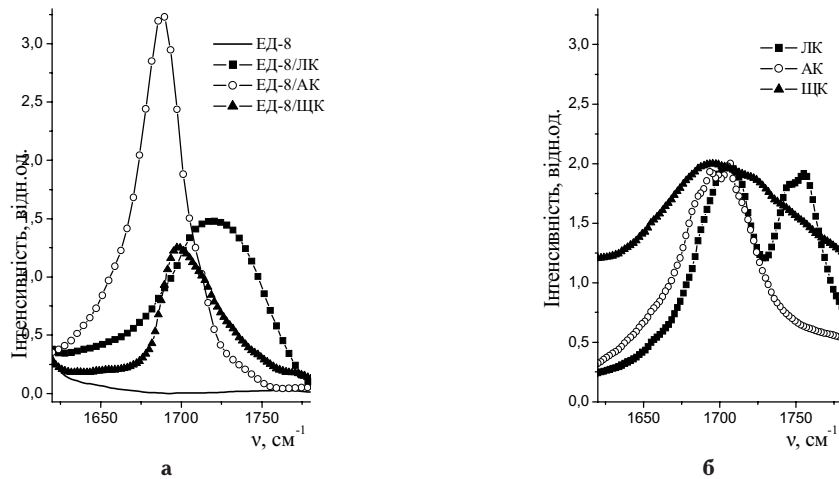 3,0
2,5
2,0
1,5
1,0
0,5
0,0
Інтенсивність, відн.од.
ЕД-8
ЕД-8/ЛК
ЕД-8/АК
ЕД-8/ЩК
1650 1700 1750
ν, см⁻¹
а
3,0
2,5
2,0
1,5
1,0
0,5
0,0
Інтенсивність, відн.од.
ЛК
АК
ЩК
1650 1700 1750
ν, см⁻¹
б